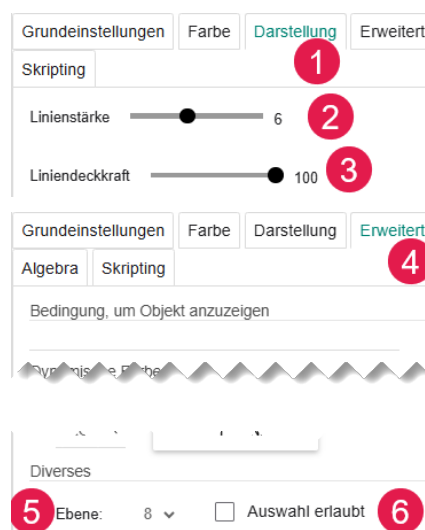 Grundeinstellungen Farbe Darstellung Erweitert
Skripting
1
Linienstärke 6 2
Liniendeckkraft 100 3
Grundeinstellungen Farbe Darstellung Erweitert
Algebra Skripting 4
Bedingung, um Objekt anzuzeigen
Diverses
5 Ebene: 8 Auswahl erlaubt 6